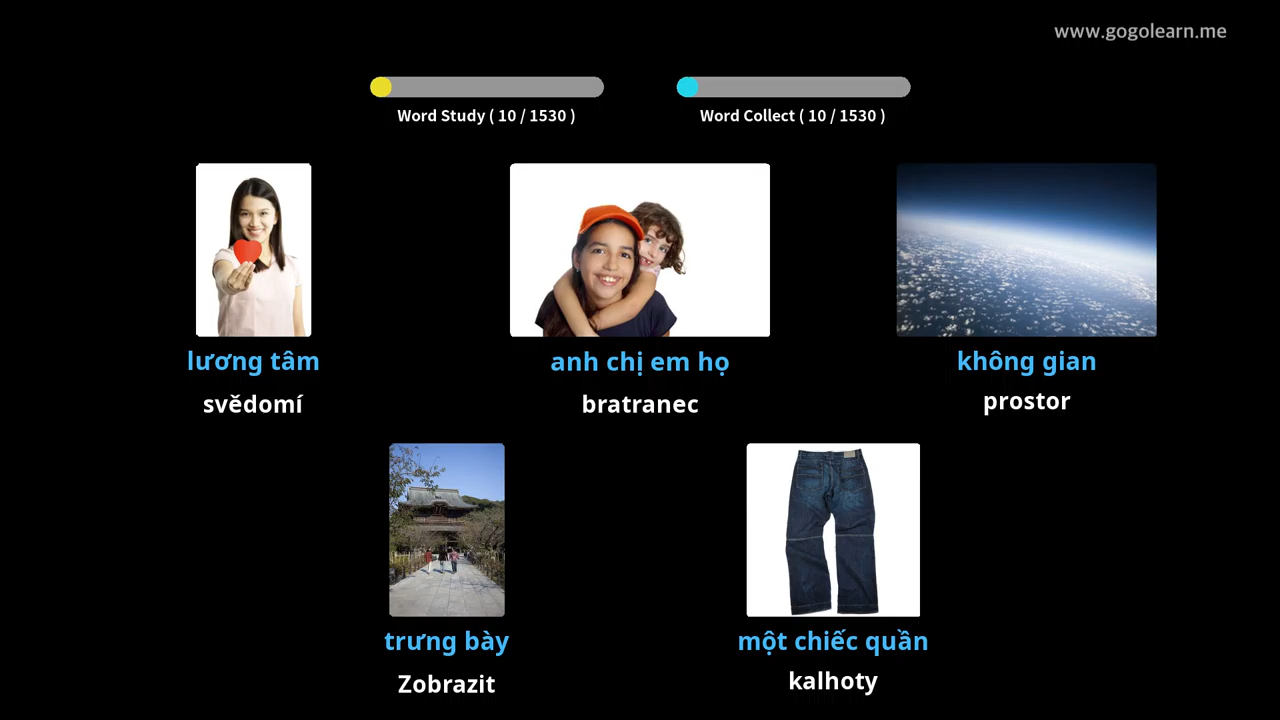 www.gogolearn.me
Word Study ( 10 / 1530 )
Word Collect ( 10 / 1530 )
lương tâm
svědomí
anh chị em họ
bratranec
không gian
prostor
trưng bày
Zobrazit
một chiếc quần
kalhoty